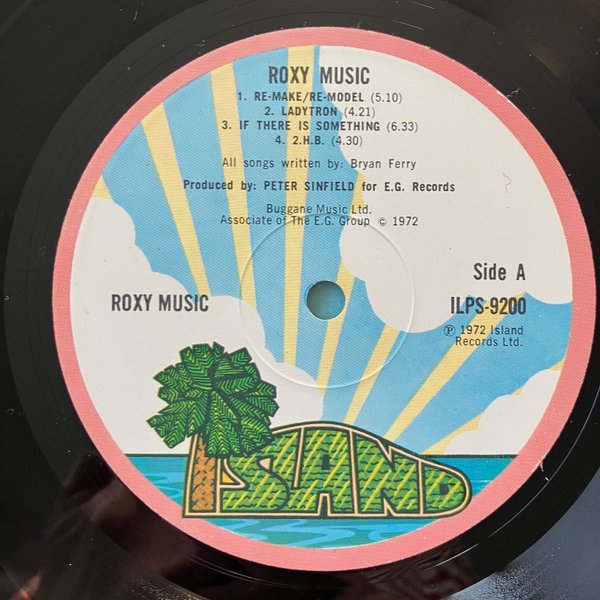 ROXY MUSIC
1. RE-MAKE/RE-MODEL (5.10)
2. LADYTRON (4.21)
3. IF THERE IS SOMETHING (6.33)
4. 2.H.B. (4.30)
All songs written by: Bryan Ferry
Produced by: PETER SINFIELD for E.G. Records
Buggane Music Ltd.
Associate of The E.G. Group © 1972
Side A
ROXY MUSIC
ILPS-9200
℗ 1972 Island
Records Ltd.
ISLAND